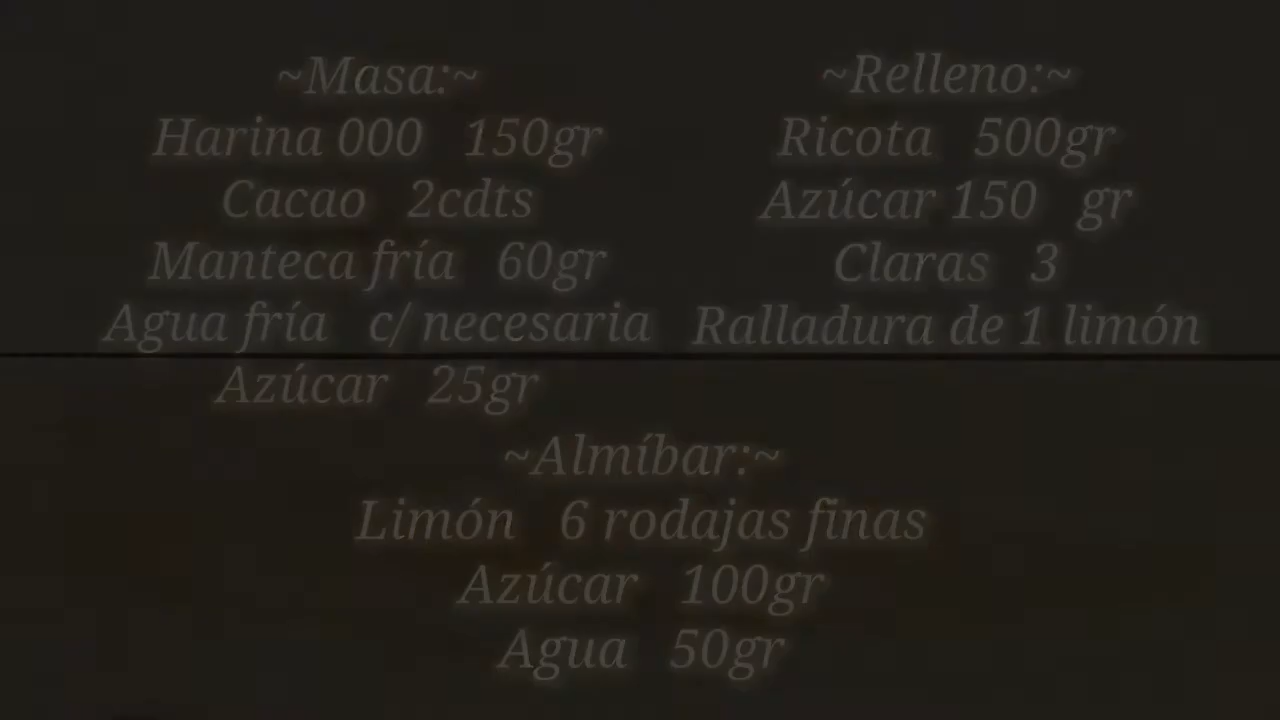 ~Masa:~
Harina 000 150gr
Cacao 2cdts
Manteca fría 60gr
Agua fría c/ necesaria
Azúcar 25gr
~Relleno:~
Ricota 500gr
Azúcar 150 gr
Claras 3
Ralladura de 1 limón
~Almíbar:~
Limón 6 rodajas finas
Azúcar 100gr
Agua 50gr